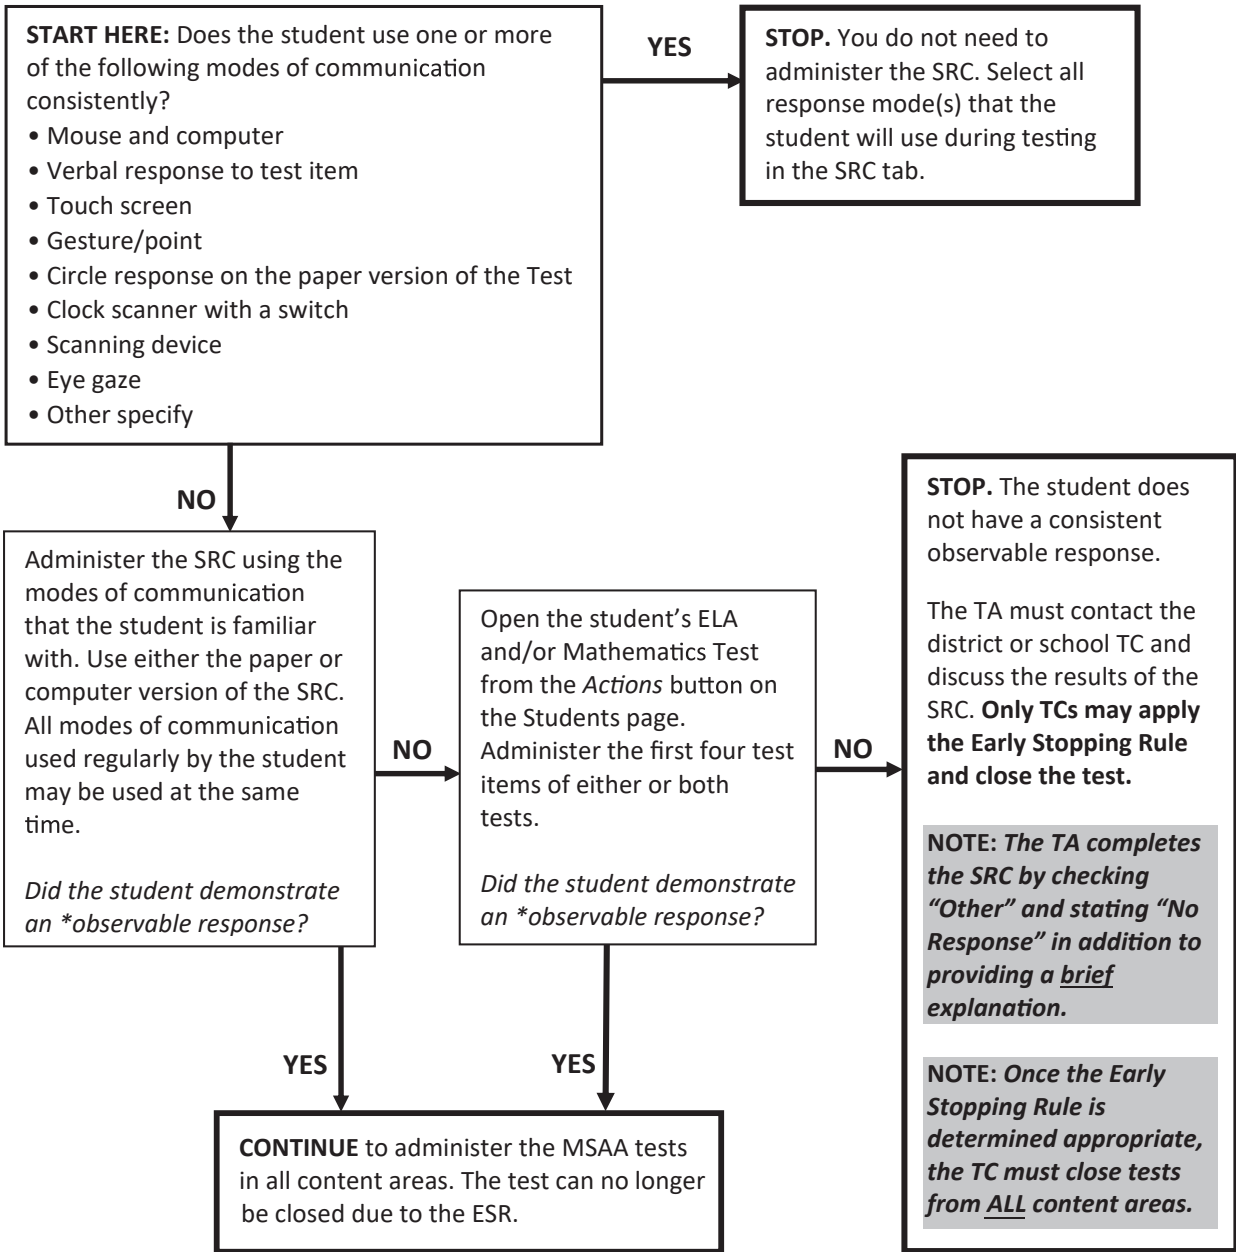 START HERE: Does the student use one or more
of the following modes of communication
consistently?
• Mouse and computer
• Verbal response to test item
• Touch screen
• Gesture/point
• Circle response on the paper version of the Test
• Clock scanner with a switch
• Scanning device
• Eye gaze
• Other specify
YES
STOP. You do not need to
administer the SRC. Select all
response mode(s) that the
student will use during testing
in the SRC tab.
NO
Administer the SRC using the
modes of communication
that the student is familiar
with. Use either the paper or
computer version of the SRC.
All modes of communication
used regularly by the student
may be used at the same
time.
Did the student demonstrate
an *observable response?
NO
Open the student’s ELA
and/or Mathematics Test
from the Actions button on
the Students page.
Administer the first four test
items of either or both
tests.
Did the student demonstrate
an *observable response?
NO
STOP. The student does
not have a consistent
observable response.
The TA must contact the
district or school TC and
discuss the results of the
SRC. Only TCs may apply
the Early Stopping Rule
and close the test.
NOTE: The TA completes
the SRC by checking
“Other” and stating “No
Response” in addition to
providing a brief
explanation.
NOTE: Once the Early
Stopping Rule is
determined appropriate,
the TC must close tests
from ALL content areas.
YES
YES
CONTINUE to administer the MSAA tests
in all content areas. The test can no longer
be closed due to the ESR.